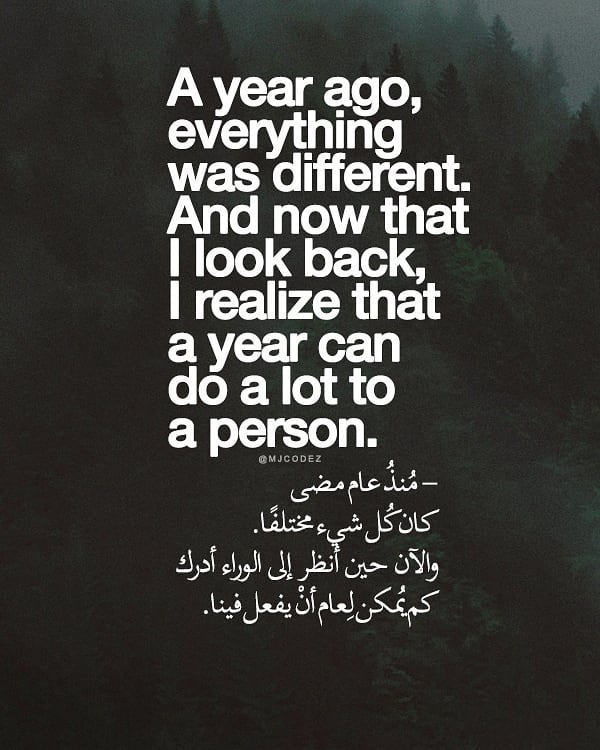 A year ago,
everything
was different.
And now that
I look back,
I realize that
a year can
do a lot to
a person.
@MJCODEZ
– مُنذُ عام مضى
كان كُل شيء مختلفًا.
والآن حين أنظر إلى الوراء أدرك
كم يُمكن لِعام أنْ يفعل فينا.